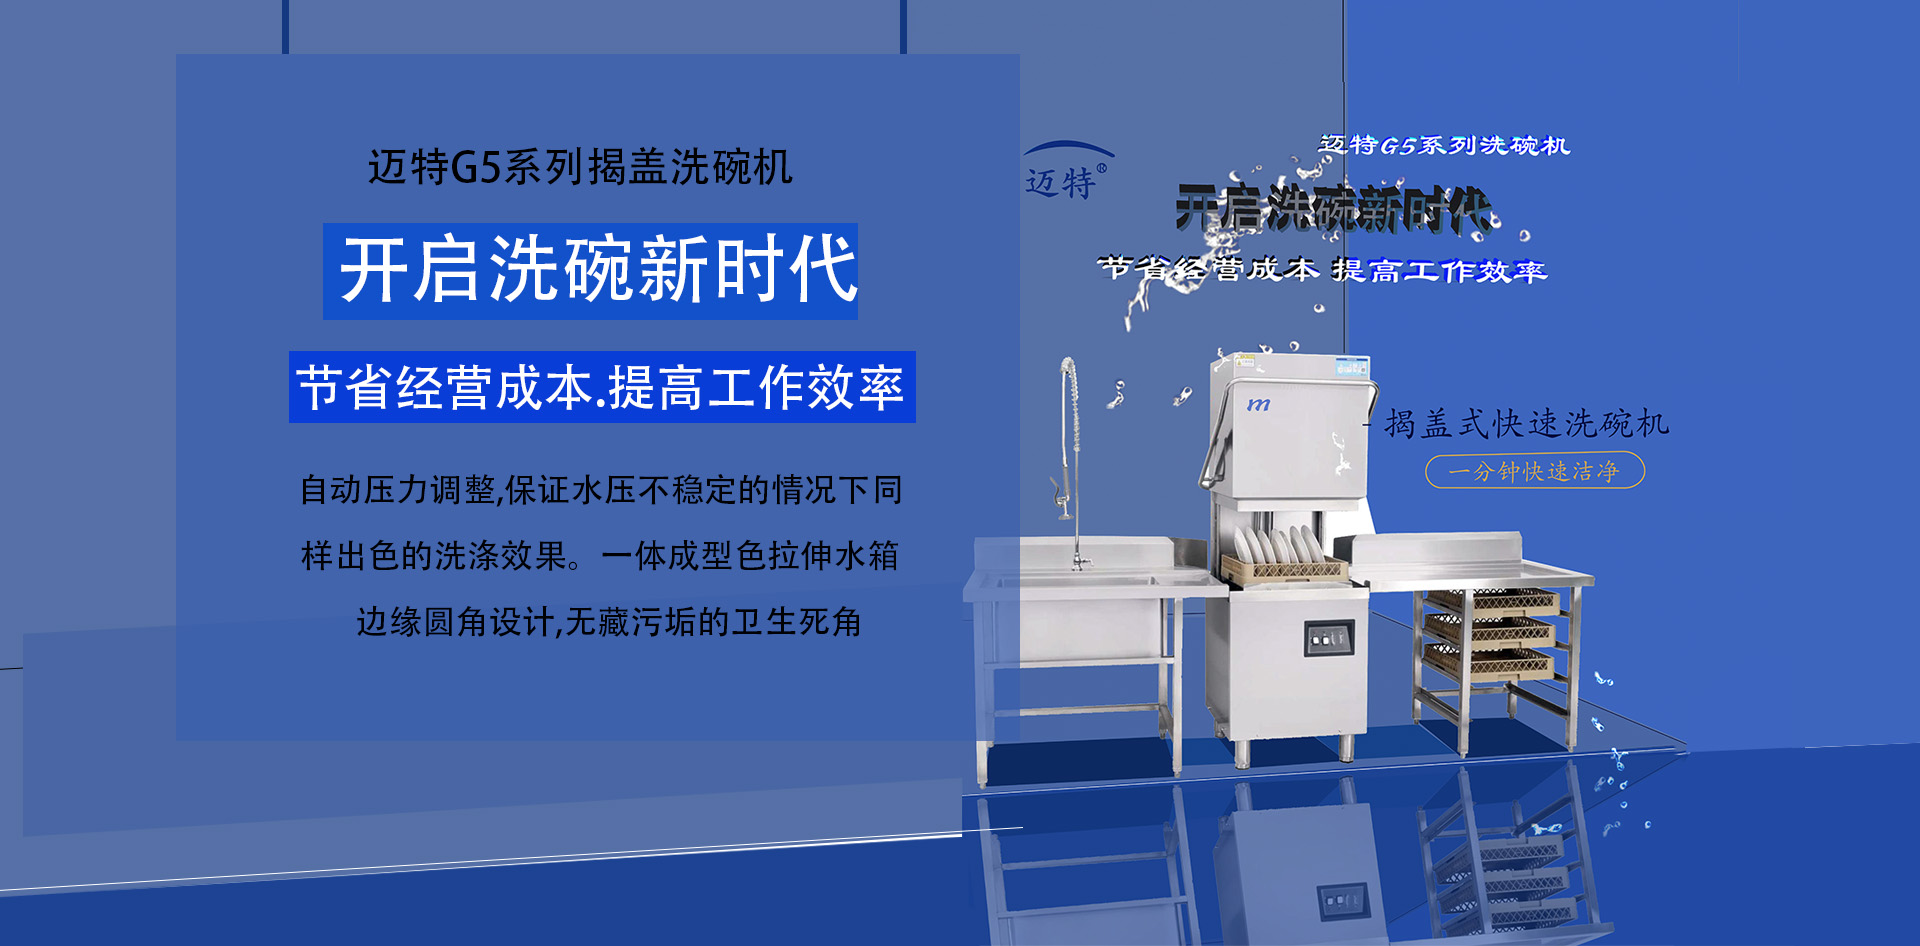 迈特G5系列揭盖洗碗机
开启洗碗新时代
节省经营成本.提高工作效率
自动压力调整,保证水压不稳定的情况下同
样出色的洗涤效果。一体成型色拉伸水箱
边缘圆角设计,无藏污垢的卫生死角
迈特®
迈特G5系列洗碗机
开启洗碗新时代
节省经营成本 提高工作效率
m
揭盖式快速洗碗机
一分钟快速洁净